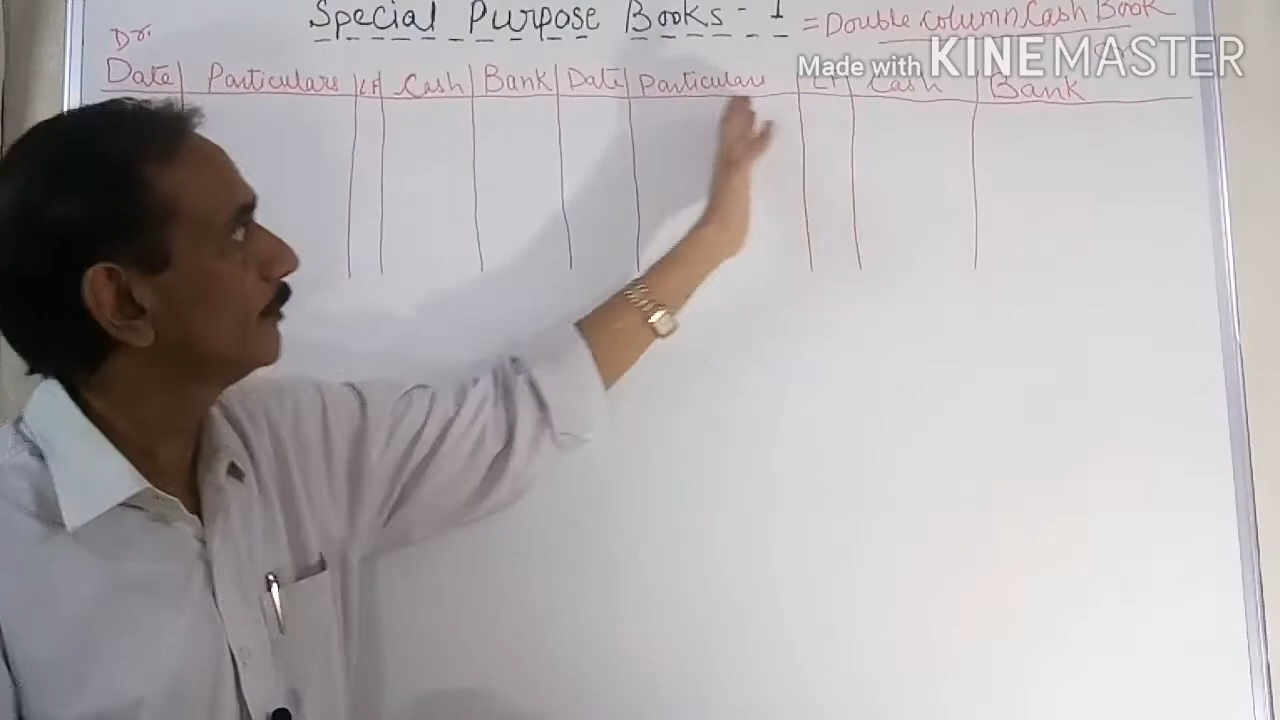 Special Purpose Books - I = Double Column Cash Book
Dr. Cr.
Made with KINEMASTER
Date Particulars LF Cash Bank Date Particulars LF Cash Bank